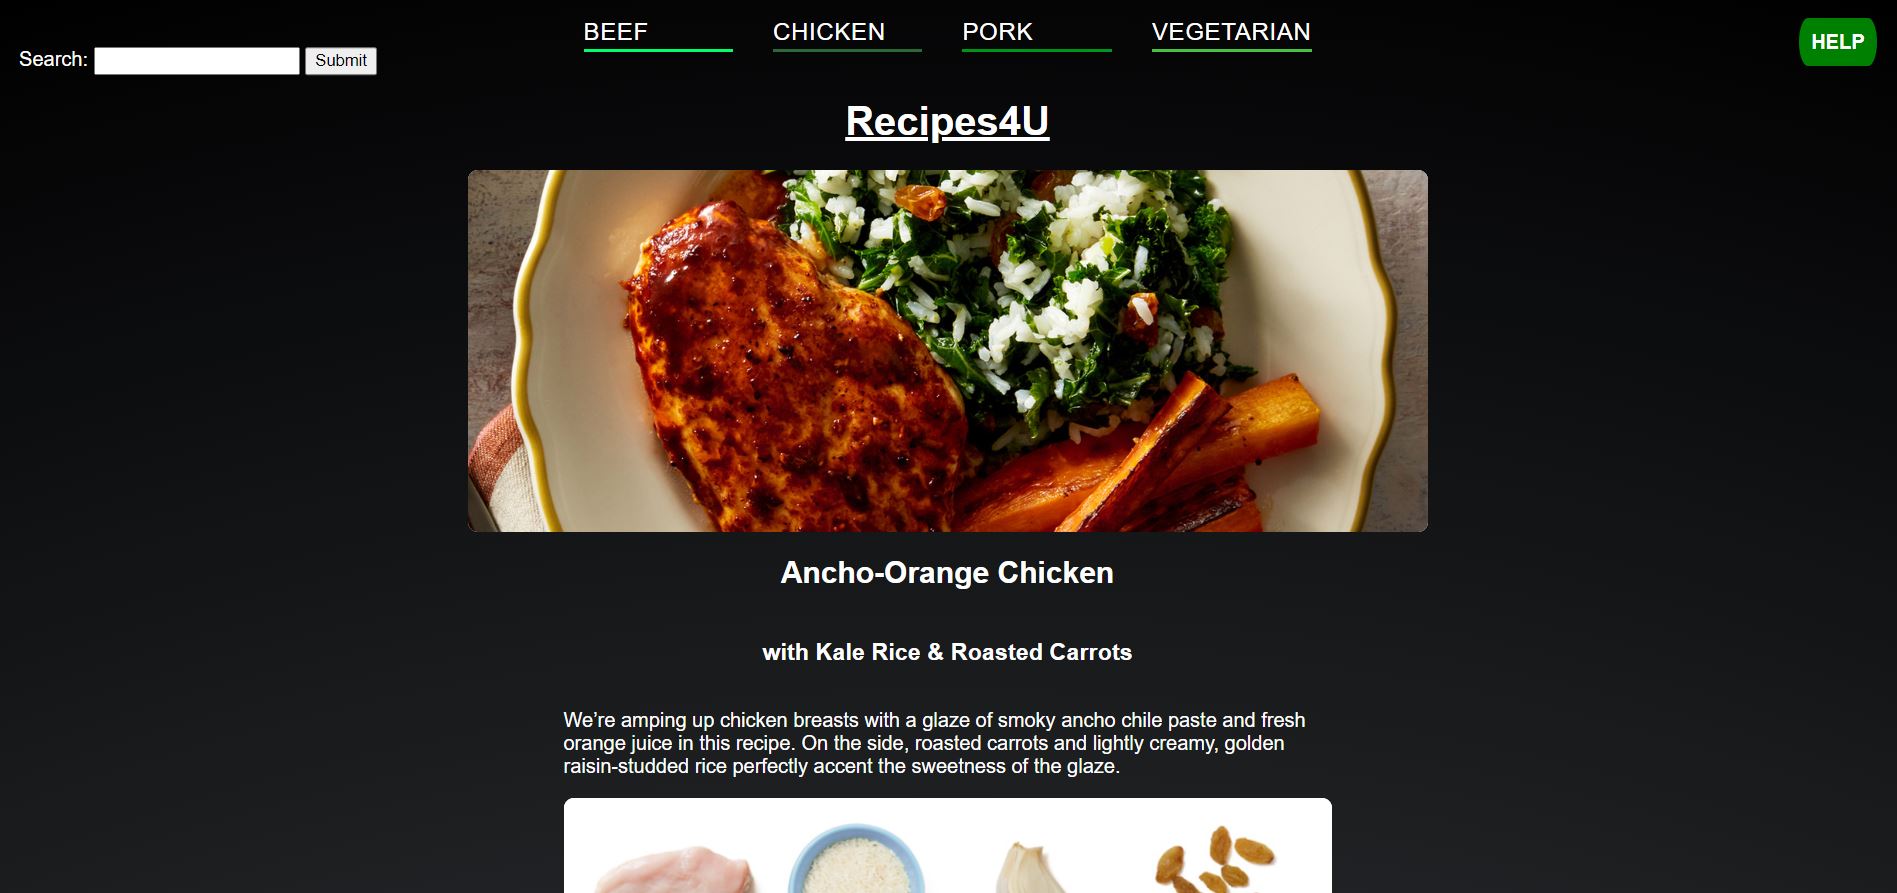 BEEF CHICKEN PORK VEGETARIAN
HELP
Search: Submit
Recipes4U
Ancho-Orange Chicken
with Kale Rice & Roasted Carrots
We’re amping up chicken breasts with a glaze of smoky ancho chile paste and fresh
orange juice in this recipe. On the side, roasted carrots and lightly creamy, golden
raisin-studded rice perfectly accent the sweetness of the glaze.